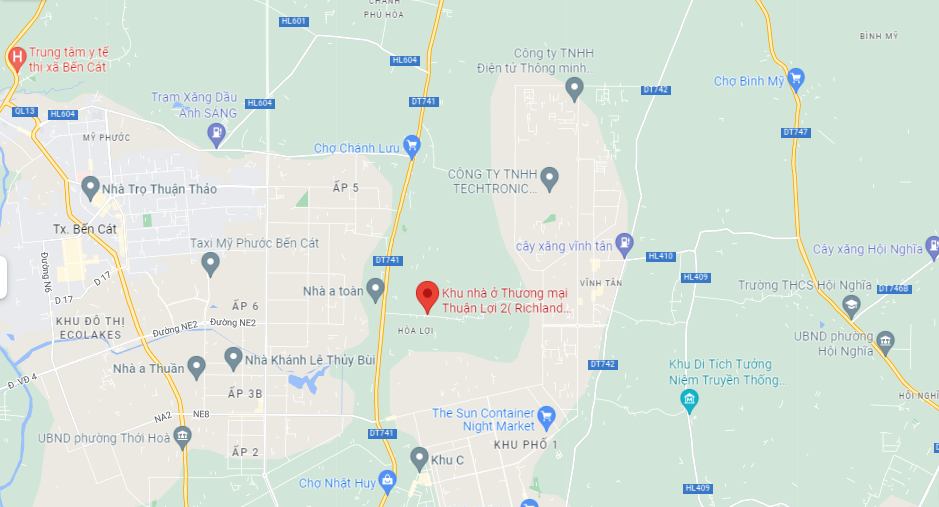 CHÁNH
PHÚ HÒA
HL601
BÌNH MỸ
Trung tâm y tế
thị xã Bến Cát
HL604
Công ty TNHH
Điện tử Thông minh.
Chợ Bình Mỹ
DT742
Trạm Xăng Dầu
Ánh SÁNG
HL604
DT741
QL13
HL604
DT747
MỸ PHƯỚC
Chợ Chánh Lưu
CÔNG TY TNHH
TECHTRONIC...
Nhà Trọ Thuận Thảo
ẤP 5
Tx. Bến Cát
Taxi Mỹ Phước Bến Cát
cây xăng vĩnh tân
Cây xăng Hội Nghĩa
HL410
DT741
Đường N6
D 17
HL409
VĨNH TÂN
Trường THCS Hội Nghĩa
DT746B
Nhà a toàn
Khu nhà ở Thương mại
Thuận Lợi 2( Richland...
D 17
ẤP 6
KHU ĐÔ THỊ
ECOLAKES
Đường NE2
Đường NE2
HÒA LỢI
UBND phường
Hội Nghĩa
Nhà a Thuần
Nhà Khánh Lê Thủy Bùi
DT742
Khu Di Tích Tưởng
Niệm Truyền Thống..
Đ. VĐ 4
ẤP 3B
HỘI NGHĨ
NA2
NE8
The Sun Container
Night Market
KHU PHỐ 1
UBND phường Thới Hoà
DT741
ẤP 2
Khu C
Chợ Nhật Huy
HL409